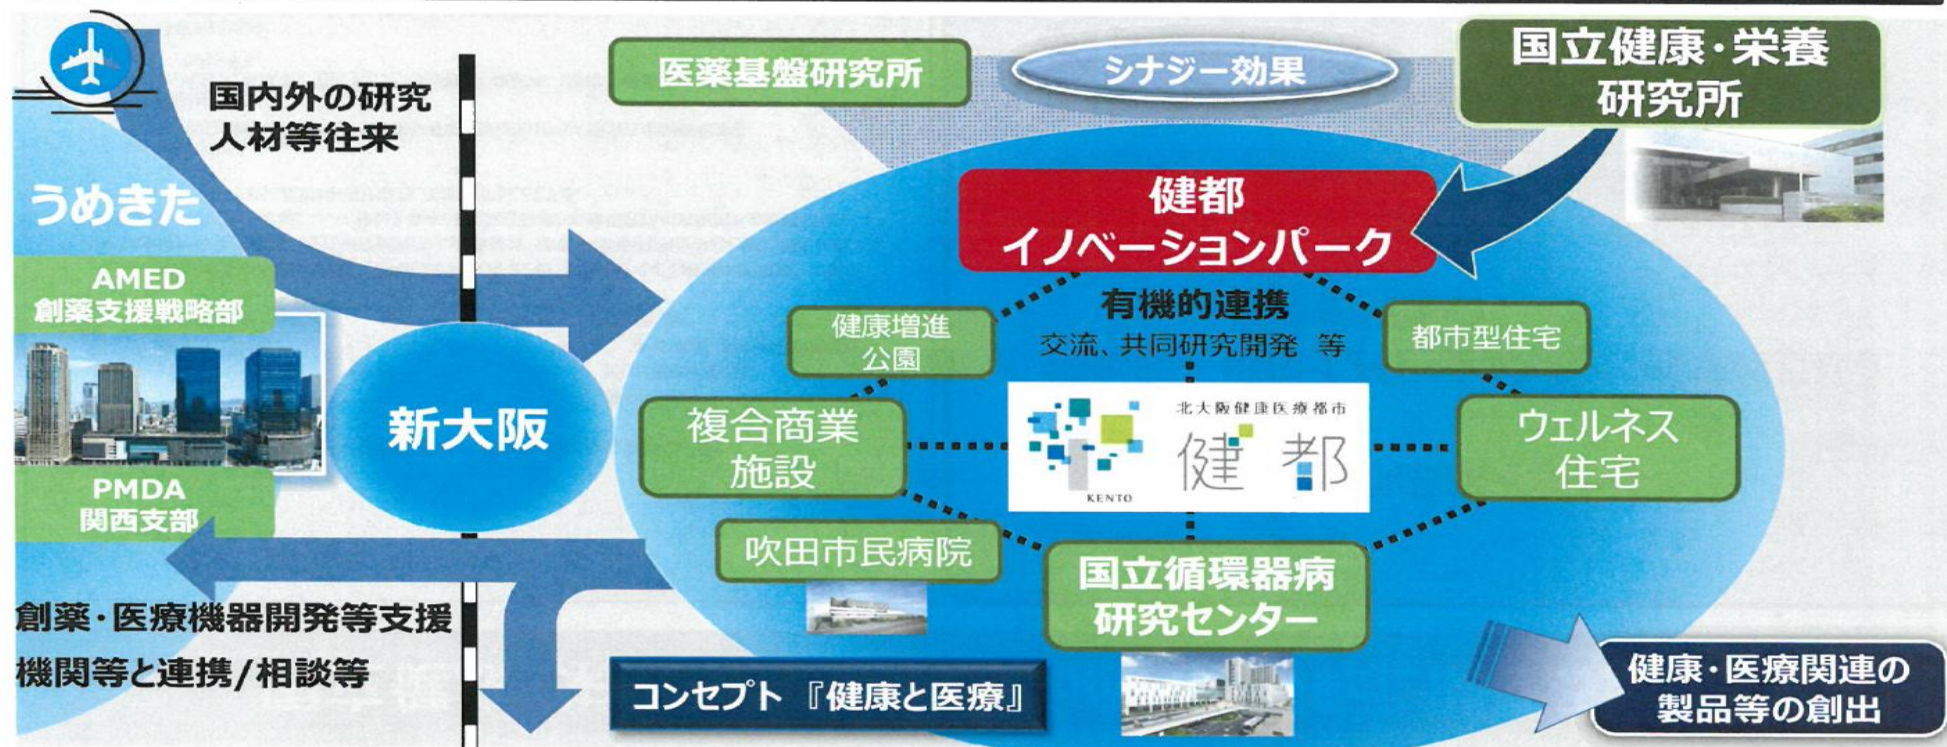 国内外の研究
人材等往来
医薬基盤研究所
シナジー効果
国立健康・栄養
研究所
うめきた
AMED
創薬支援戦略部
PMDA
関西支部
新大阪
健都
イノベーションパーク
有機的連携
交流、共同研究開発 等
健康増進
公園
都市型住宅
複合商業
施設
北大阪健康医療都市
健都
KENTO
ウェルネス
住宅
吹田市民病院
国立循環器病
研究センター
創薬・医療機器開発等支援
機関等と連携/相談等
コンセプト『健康と医療』
健康・医療関連の
製品等の創出